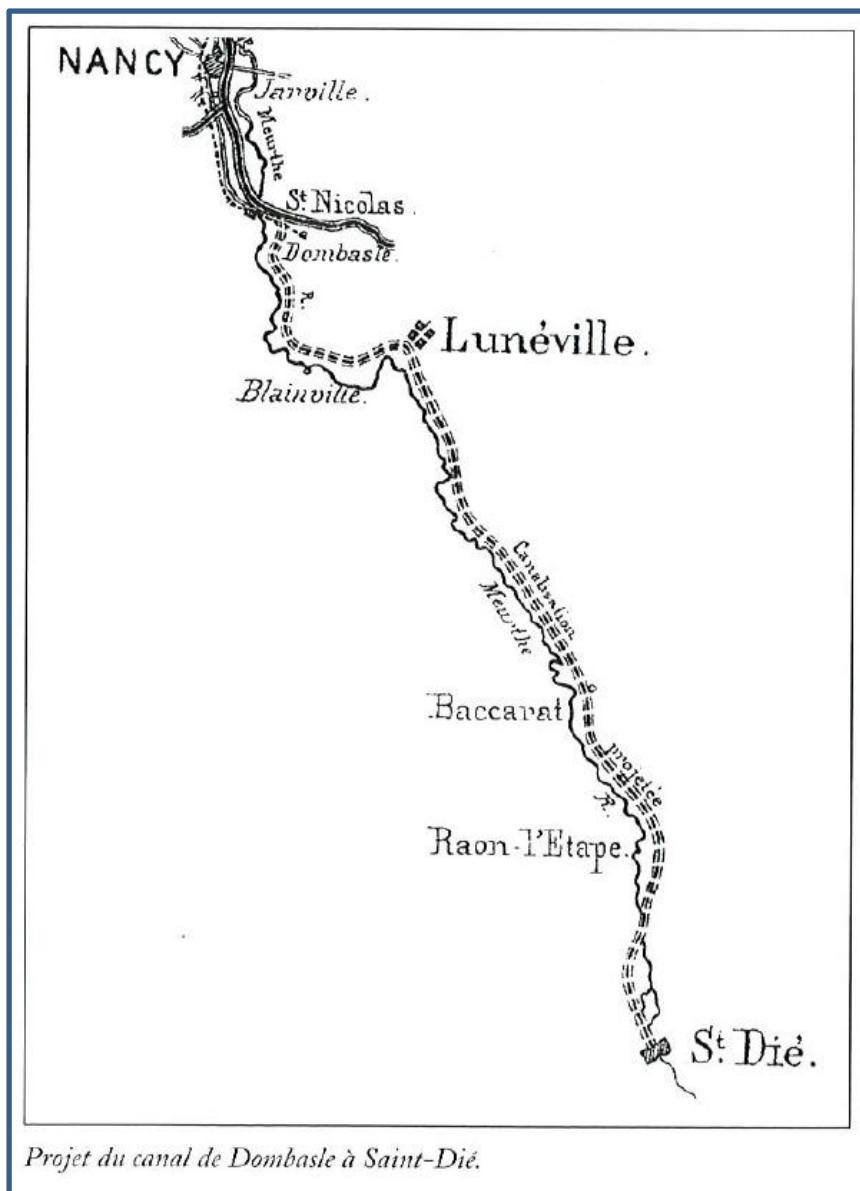 NANCY
Jarville.
Meurthe
St. Nicolas.
Dombasle.
R.
Lunéville.
Blainville.
Canalisation
Meurthe
Baccarat
projetée
R.
Raon-l'Etape.
St. Dié.
Projet du canal de Dombasle à Saint-Dié.